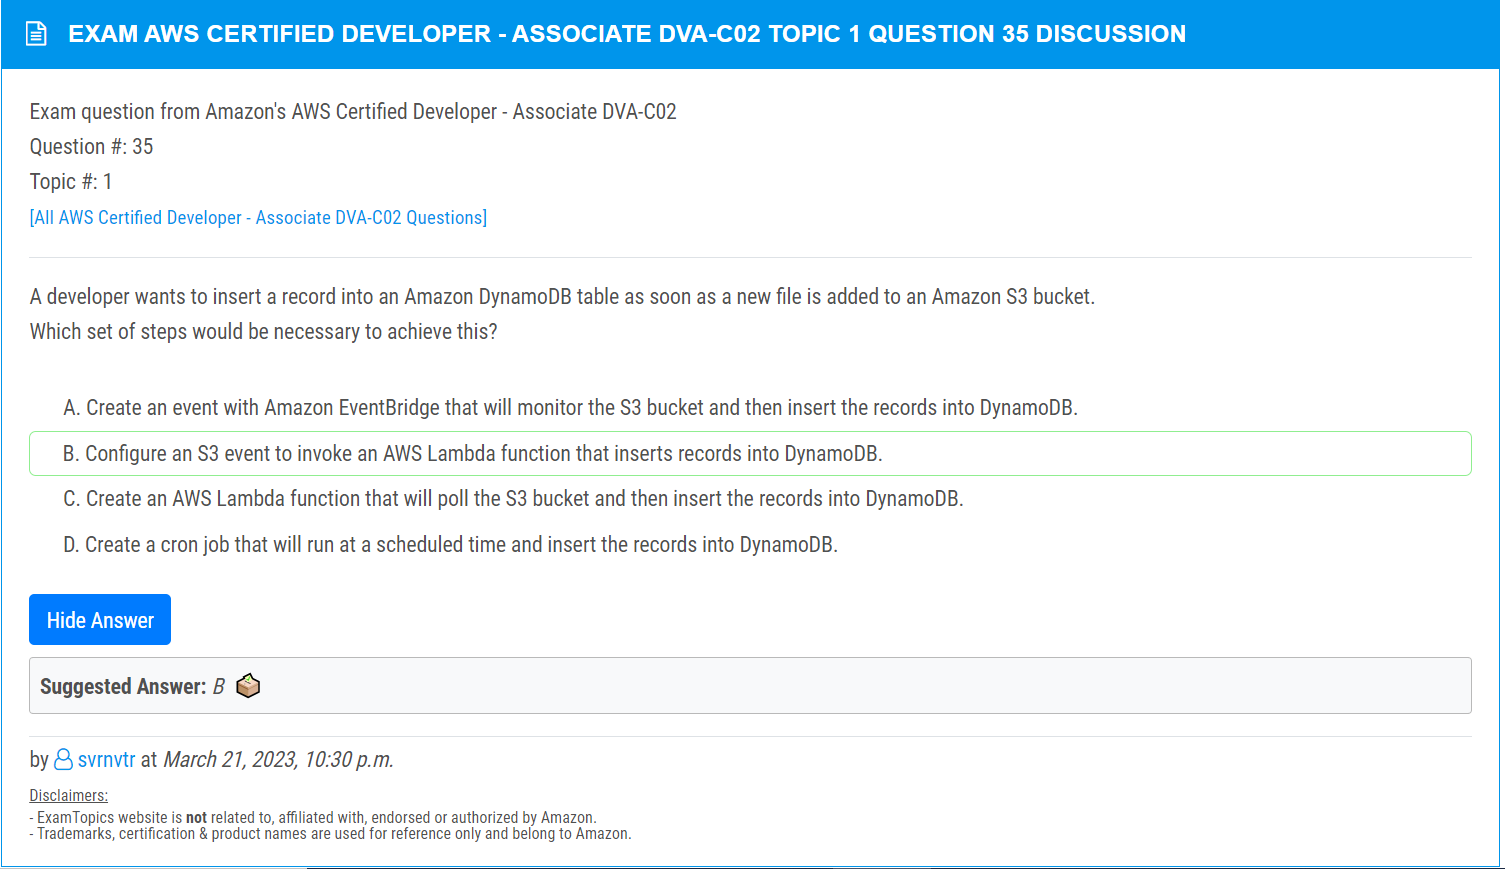 EXAM AWS CERTIFIED DEVELOPER - ASSOCIATE DVA-C02 TOPIC 1 QUESTION 35 DISCUSSION
Exam question from Amazon's AWS Certified Developer - Associate DVA-C02
Question #: 35
Topic #: 1
[All AWS Certified Developer - Associate DVA-C02 Questions]
A developer wants to insert a record into an Amazon DynamoDB table as soon as a new file is added to an Amazon S3 bucket.
Which set of steps would be necessary to achieve this?
A. Create an event with Amazon EventBridge that will monitor the S3 bucket and then insert the records into DynamoDB.
B. Configure an S3 event to invoke an AWS Lambda function that inserts records into DynamoDB.
C. Create an AWS Lambda function that will poll the S3 bucket and then insert the records into DynamoDB.
D. Create a cron job that will run at a scheduled time and insert the records into DynamoDB.
Hide Answer
Suggested Answer: B
by svrnvtr at March 21, 2023, 10:30 p.m.
Disclaimers:
- ExamTopics website is not related to, affiliated with, endorsed or authorized by Amazon.
- Trademarks, certification & product names are used for reference only and belong to Amazon.